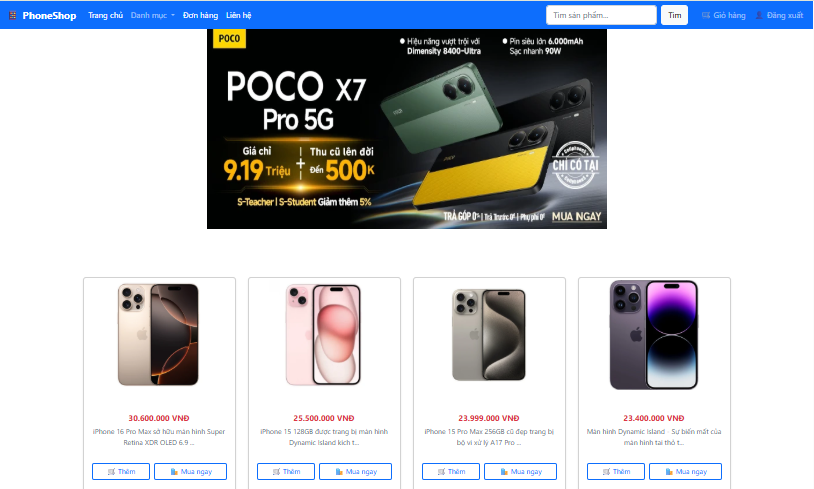 PhoneShop Trang chủ Danh mục Đơn hàng Liên hệ Tìm sản phẩm... Tìm Giỏ hàng Đăng xuất
POCO
Hiệu năng vượt trội với
Dimensity 8400-Ultra
Pin siêu lớn 6.000mAh
Sạc nhanh 90W
POCO X7
Pro 5G
Giá chỉ
9.19 Triệu
+
Thu cũ lên đời
Đến 500K
S-Teacher | S-Student Giảm thêm 5%
CHỈ CÓ TẠI
TRẢ GÓP 0% | Trả Trước 0đ | Phụ phí 0đ MUA NGAY
30.600.000 VNĐ
iPhone 16 Pro Max sở hữu màn hình Super
Retina XDR OLED 6.9 ...
Thêm Mua ngay
25.500.000 VNĐ
iPhone 15 128GB được trang bị màn hình
Dynamic Island kích t...
Thêm Mua ngay
23.999.000 VNĐ
iPhone 15 Pro Max 256GB cũ đẹp trang bị
bộ vi xử lý A17 Pro ...
Thêm Mua ngay
23.400.000 VNĐ
Màn hình Dynamic Island - Sự biến mất của
màn hình tai thỏ t...
Thêm Mua ngay